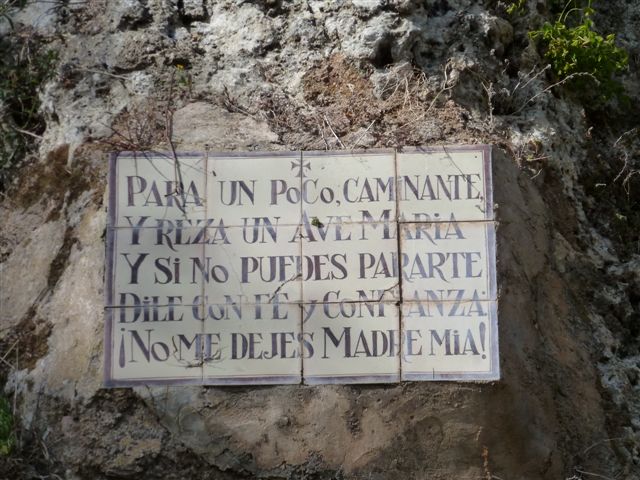 PARA UN POCO, CAMINANTE,
Y REZA UN AVE MARIA
Y SI NO PUEDES PARARTE
DILE CON FE Y CONFIANZA
¡NO ME DEJES MADRE MIA!